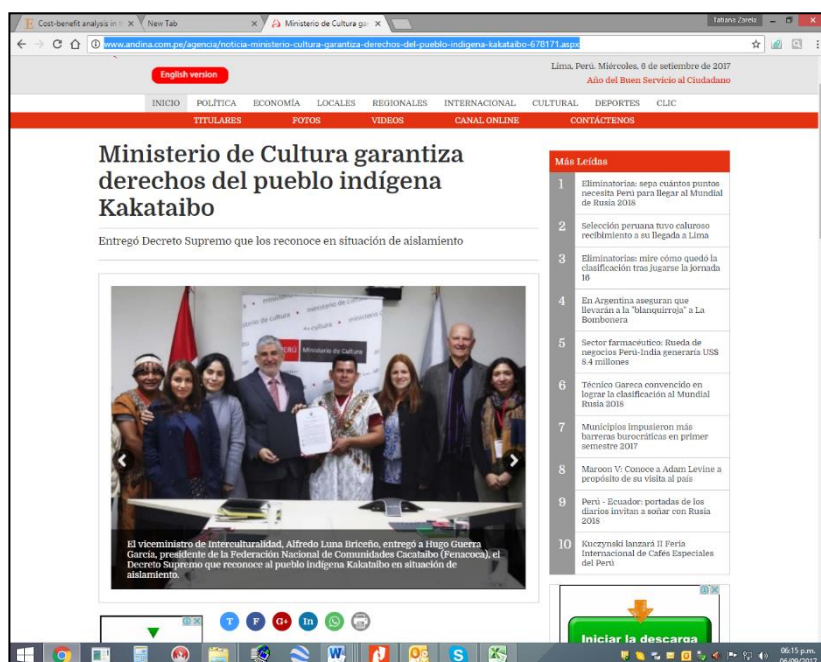 Cost-benefit analysis in t
New Tab
Ministerio de Cultura ga
Tatiana Zarela
www.andina.com.pe/agencia/noticia-ministerio-cultura-garantiza-derechos-del-pueblo-indigena-kakataibo-678171.aspx
English version
Lima, Perú. Miércoles, 6 de setiembre de 2017
Año del Buen Servicio al Ciudadano
INICIO POLÍTICA ECONOMÍA LOCALES REGIONALES INTERNACIONAL CULTURAL DEPORTES CLIC
TITULARES FOTOS VIDEOS CANAL ONLINE CONTÁCTENOS
Ministerio de Cultura garantiza
derechos del pueblo indígena
Kakataibo
Entregó Decreto Supremo que los reconoce en situación de aislamiento
PERÚ Ministerio de Cultura
El viceministro de Interculturalidad, Alfredo Luna Briceño, entregó a Hugo Guerra
García, presidente de la Federación Nacional de Comunidades Cacataibo (Fenacoca), el
Decreto Supremo que reconoce al pueblo indígena Kakataibo en situación de
aislamiento.
Más Leídas
1 Eliminatorias: sepa cuántos puntos
necesita Perú para llegar al Mundial
de Rusia 2018
2 Selección peruana tuvo caluroso
recibimiento a su llegada a Lima
3 Eliminatorias: mire cómo quedó la
clasificación tras jugarse la jornada
16
4 En Argentina aseguran que
llevarán a la "blanquirroja" a La
Bombonera
5 Sector farmacéutico: Rueda de
negocios Perú-India generaría US$
8.4 millones
6 Técnico Gareca convencido en
lograr la clasificación al Mundial
Rusia 2018
7 Municipios impusieron más
barreras burocráticas en primer
semestre 2017
8 Maroon V: Conoce a Adam Levine a
propósito de su visita al país
9 Perú - Ecuador: portadas de los
diarios invitan a soñar con Rusia
2018
10 Kuczynski lanzará II Feria
Internacional de Cafés Especiales
del Perú
Iniciar la descarga
06:15 p.m.
06/09/2017